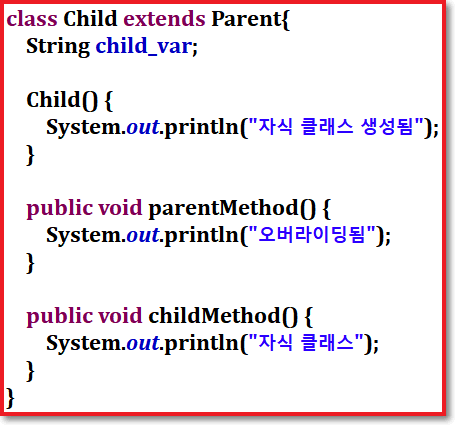 class Child extends Parent{
String child_var;
Child() {
System.out.println("자식 클래스 생성됨");
}
public void parentMethod() {
System.out.println("오버라이딩됨");
}
public void childMethod() {
System.out.println("자식 클래스");
}
}